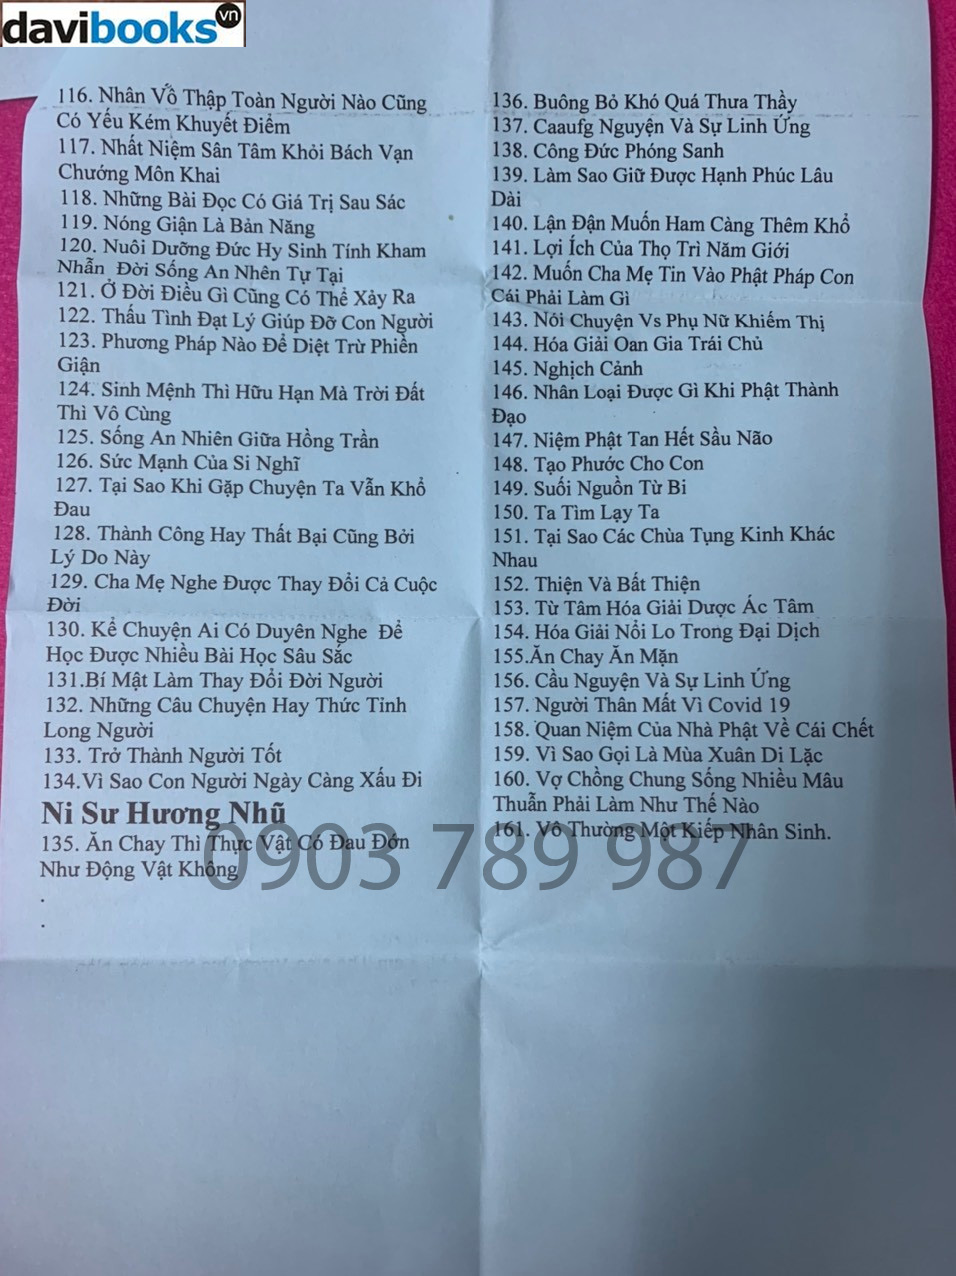 davibooks vn
116. Nhân Vô Thập Toàn Người Nào Cũng
Có Yếu Kém Khuyết Điểm
117. Nhất Niệm Sân Tâm Khỏi Bách Vạn
Chướng Môn Khai
118. Những Bài Đọc Có Giá Trị Sau Sác
119. Nóng Giận Là Bản Năng
120. Nuôi Dưỡng Đức Hy Sinh Tính Kham
Nhẫn Đời Sống An Nhên Tự Tại
121. Ở Đời Điều Gì Cũng Có Thể Xảy Ra
122. Thấu Tình Đạt Lý Giúp Đỡ Con Người
123. Phương Pháp Nào Để Diệt Trừ Phiền
Giận
124. Sinh Mệnh Thì Hữu Hạn Mà Trời Đất
Thì Vô Cùng
125. Sống An Nhiên Giữa Hồng Trần
126. Sức Mạnh Của Si Nghĩ
127. Tại Sao Khi Gặp Chuyện Ta Vẫn Khổ
Đau
128. Thành Công Hay Thất Bại Cũng Bởi
Lý Do Này
129. Cha Mẹ Nghe Được Thay Đổi Cả Cuộc
Đời
130. Kể Chuyện Ai Có Duyên Nghe Để
Học Được Nhiều Bài Học Sâu Sắc
131.Bí Mật Làm Thay Đổi Đời Người
132. Những Câu Chuyện Hay Thức Tỉnh
Long Người
133. Trở Thành Người Tốt
134.Vì Sao Con Người Ngày Càng Xấu Đi
Ni Sư Hương Nhũ
135. Ăn Chay Thì Thực Vật Có Đau Đớn
Như Động Vật Không
136. Buông Bỏ Khó Quá Thưa Thầy
137. Caaufg Nguyện Và Sự Linh Ứng
138. Công Đức Phóng Sanh
139. Làm Sao Giữ Được Hạnh Phúc Lâu
Dài
140. Lận Đận Muốn Ham Càng Thêm Khổ
141. Lợi Ích Của Thọ Trì Năm Giới
142. Muốn Cha Mẹ Tin Vào Phật Pháp Con
Cái Phải Làm Gì
143. Nói Chuyện Vs Phụ Nữ Khiếm Thị
144. Hóa Giải Oan Gia Trái Chủ
145. Nghịch Cảnh
146. Nhân Loại Được Gì Khi Phật Thành
Đạo
147. Niệm Phật Tan Hết Sầu Não
148. Tạo Phước Cho Con
149. Suối Nguồn Từ Bi
150. Ta Tìm Lạy Ta
151. Tại Sao Các Chùa Tụng Kinh Khác
Nhau
152. Thiện Và Bất Thiện
153. Từ Tâm Hóa Giải Dược Ác Tâm
154. Hóa Giải Nổi Lo Trong Đại Dịch
155.Ăn Chay Ăn Mặn
156. Cầu Nguyện Và Sự Linh Ứng
157. Người Thân Mất Vì Covid 19
158. Quan Niệm Của Nhà Phật Về Cái Chết
159. Vì Sao Gọi Là Mùa Xuân Di Lặc
160. Vợ Chồng Chung Sống Nhiều Mâu
Thuẫn Phải Làm Như Thế Nào
161. Vô Thường Một Kiếp Nhân Sinh.
0903 789 987